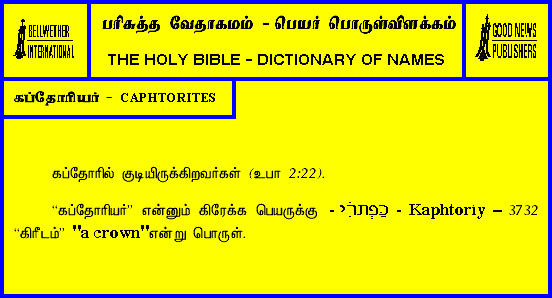 BELLWETHER
INTERNATIONAL
பரிசுத்த வேதாகமம் - பெயர் பொருள்விளக்கம்
THE HOLY BIBLE - DICTIONARY OF NAMES
GOOD NEWS
PUBLISHERS
கப்தோரியர் - CAPHTORITES
கப்தோரில் குடியிருக்கிறவர்கள் (உபா 2:22).
“கப்தோரியர்” என்னும் கிரேக்க பெயருக்கு - כַּפְתֹּרִי - Kaphtoriy – 3732
“கிரீடம்” "a crown"என்று பொருள்.